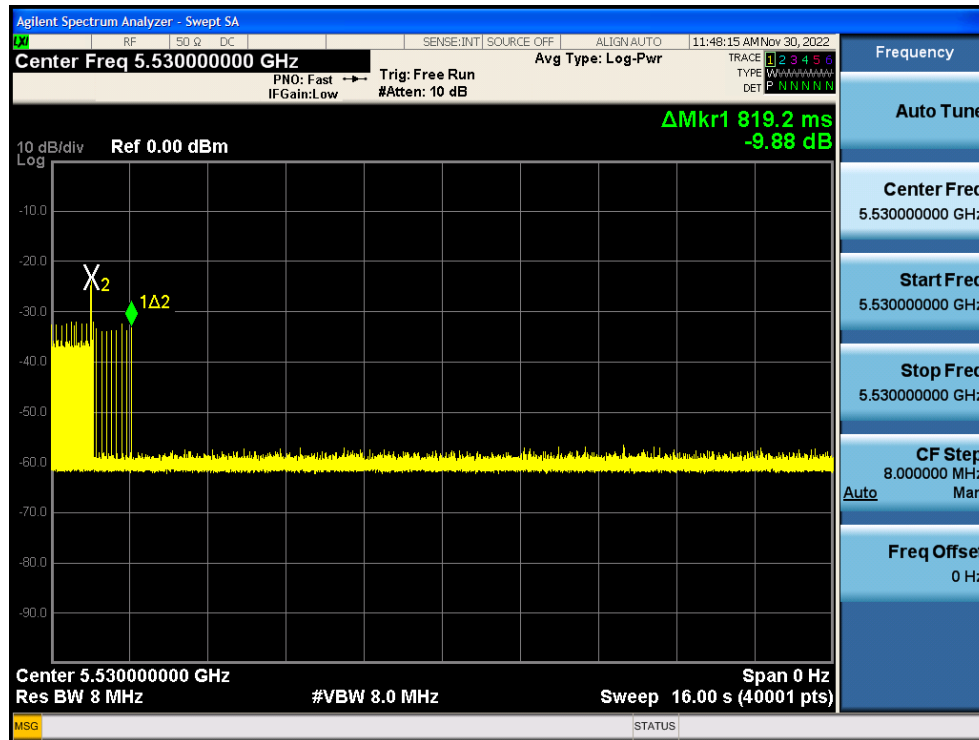 Agilent Spectrum Analyzer - Swept SA
LXI RF 50 Ω DC SENSE:INT SOURCE OFF ALIGN AUTO 11:48:15 AM Nov 30, 2022
Center Freq 5.530000000 GHz
PNO: Fast
IFGain:Low
Trig: Free Run
#Atten: 10 dB
Avg Type: Log-Pwr
TRACE 1 2 3 4 5 6
TYPE WWWWWWW
DET P N N N N N
ΔMkr1 819.2 ms
-9.88 dB
10 dB/div Ref 0.00 dBm
Log
-10.0
-20.0
-30.0
-40.0
-50.0
-60.0
-70.0
-80.0
-90.0
X2
1Δ2
Center 5.530000000 GHz Span 0 Hz
Res BW 8 MHz #VBW 8.0 MHz Sweep 16.00 s (40001 pts)
MSG STATUS
Frequency
Auto Tune
Center Freq
5.530000000 GHz
Start Freq
5.530000000 GHz
Stop Freq
5.530000000 GHz
CF Step
8.000000 MHz
Auto Man
Freq Offset
0 Hz